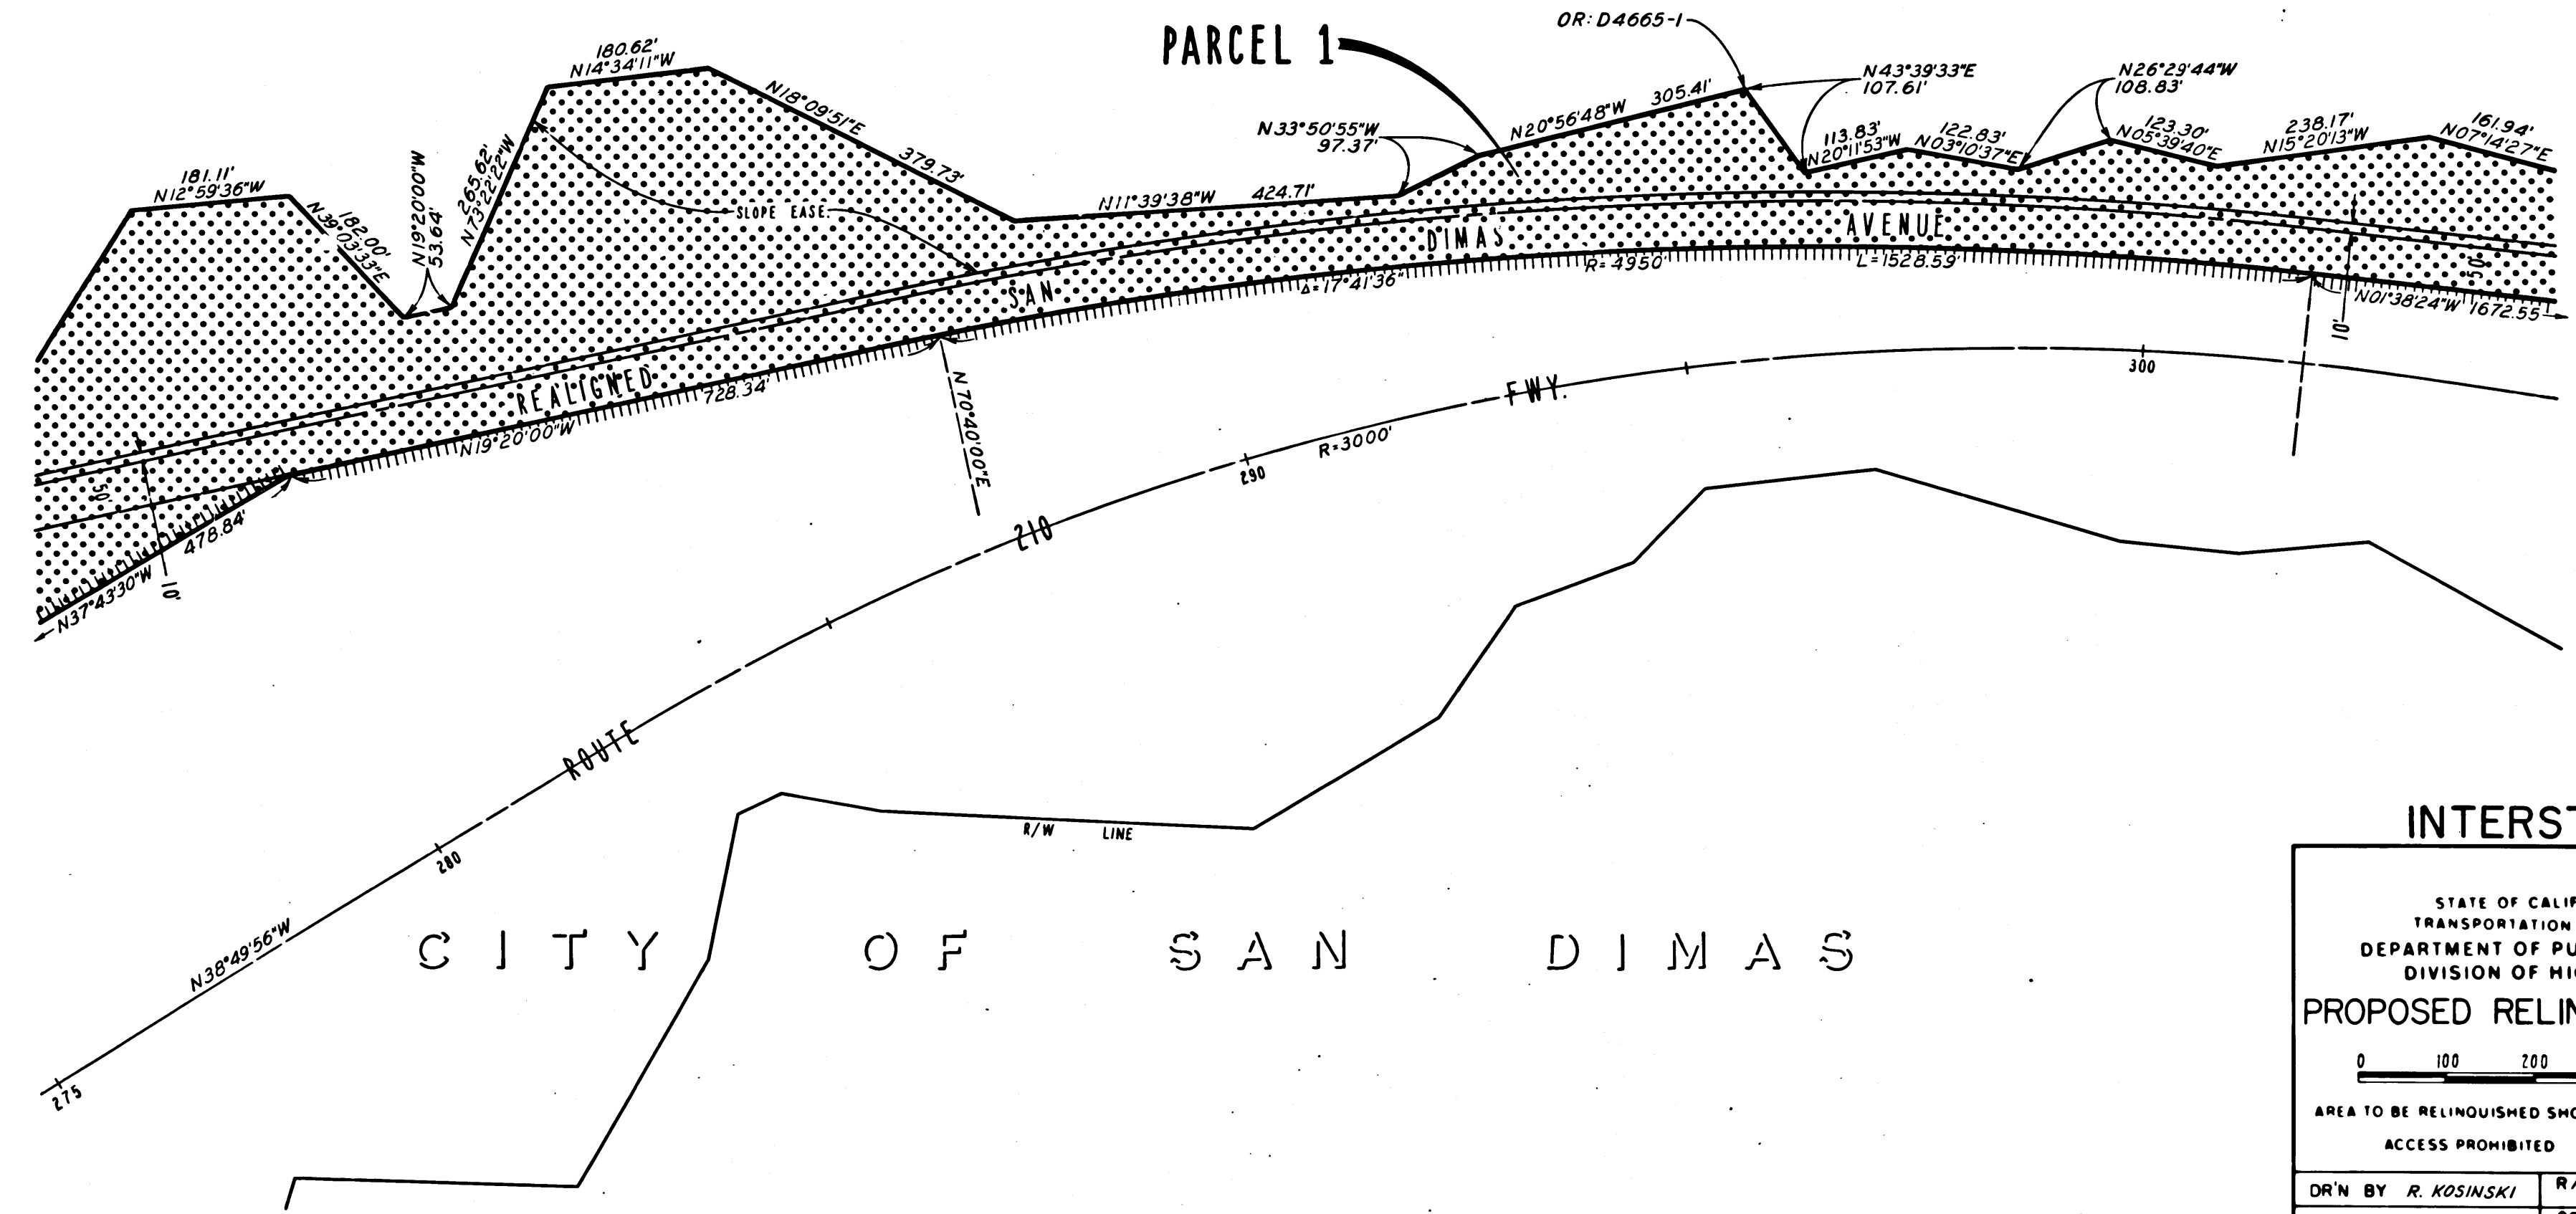 PARCEL 1
OR: D4665-1
180.62'
N14°34'11"W
N18°09'51"E
379.73'
181.11'
N12°59'36"W
182.00'
N39°03'33"E
N19°20'00"W
53.64'
265.62'
N73°22'22"W
SLOPE EASE.
N11°39'38"W 424.71'
N33°50'55"W
97.37'
N20°56'48"W 305.41'
N43°39'33"E
107.61'
113.83'
N20°11'53"W
122.83'
N03°10'37"E
N26°29'44"W
108.83'
123.30'
N05°39'40"E
238.17'
N15°20'13"W
161.94'
N07°14'27"E
REALIGNED SAN DIMAS AVENUE
50'
10'
N37°43'30"W 478.84'
N19°20'00"W 728.34'
N70°40'00"E
Δ=17°41'36"
R=4950'
L=1528.59'
50'
10'
N01°38'24"W 1672.55
ROUTE 210 FWY.
R=3000'
N38°49'56"W
275
280
290
300
R/W LINE
CITY OF SAN DIMAS
INTERST
STATE OF CALIF
TRANSPORTATION
DEPARTMENT OF PU
DIVISION OF HI
PROPOSED RELIN
0 100 200
AREA TO BE RELINQUISHED SHO
ACCESS PROHIBITED
DR'N BY R. KOSINSKI
R/